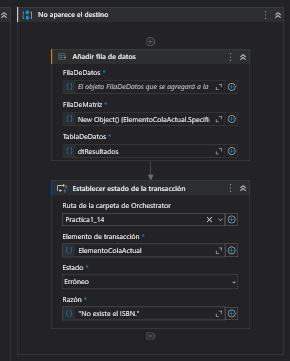 No aparece el destino
Añadir fila de datos
FilaDeDatos *
El objeto FilaDeDatos que se agregará a la
FilaDeMatriz *
New Object() {ElementoColaActual.Specifi
TablaDeDatos *
dtResultados
Establecer estado de la transacción
Ruta de la carpeta de Orchestrator
Practica1_14
Elemento de transacción *
ElementoColaActual
Estado *
Erróneo
Razón *
"No existe el ISBN."